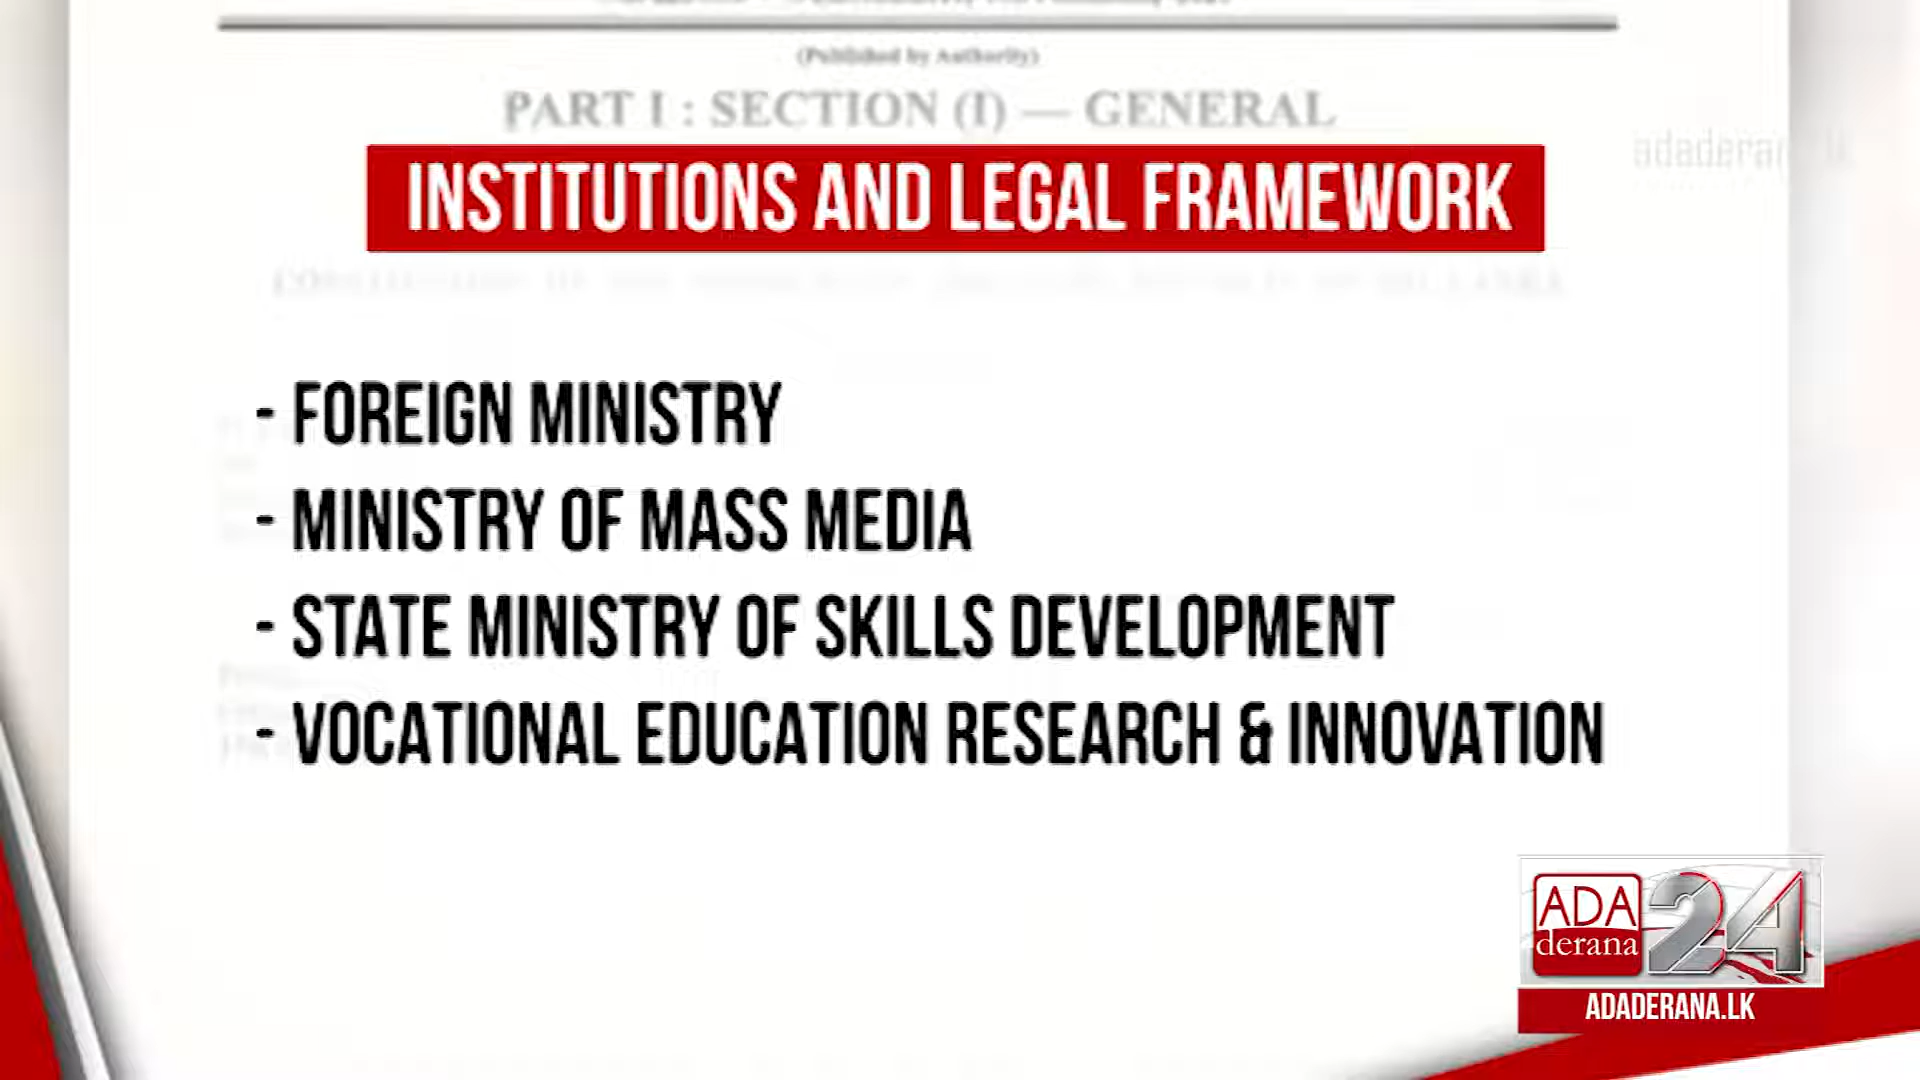 (Published by Authority)
PART I : SECTION (I) — GENERAL
INSTITUTIONS AND LEGAL FRAMEWORK
- FOREIGN MINISTRY
- MINISTRY OF MASS MEDIA
- STATE MINISTRY OF SKILLS DEVELOPMENT
- VOCATIONAL EDUCATION RESEARCH & INNOVATION
ADA
derana
24
ADADERANA.LK